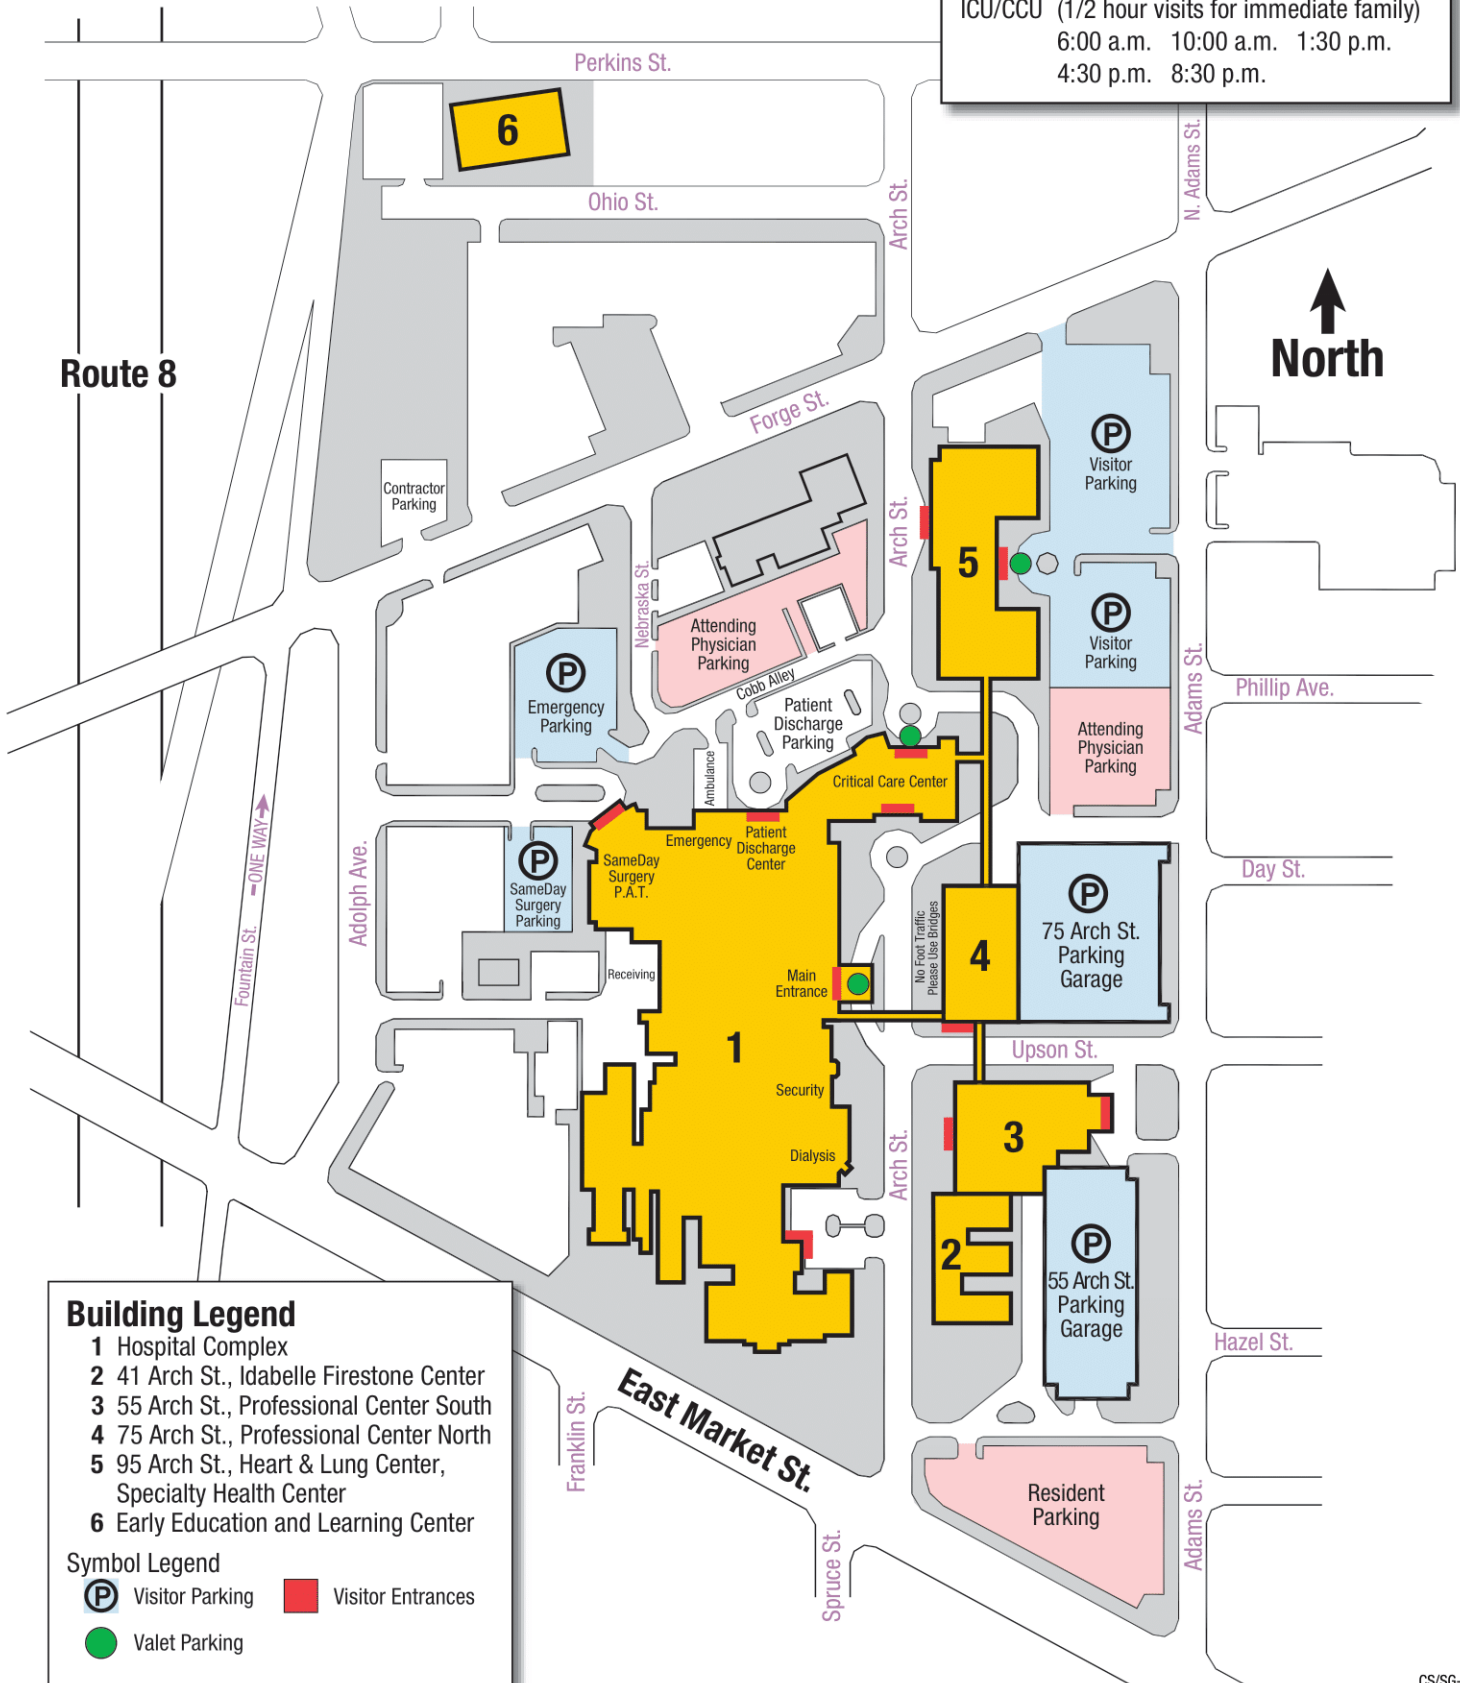 ICU/CCU (1/2 hour visits for immediate family)
6:00 a.m. 10:00 a.m. 1:30 p.m.
4:30 p.m. 8:30 p.m.
Perkins St.
6
N. Adams St.
Ohio St.
Arch St.
North
Route 8
Forge St.
P
Visitor
Parking
Contractor
Parking
Arch St.
5
Nebraska St.
P
Visitor
Parking
Attending
Physician
Parking
P
Emergency
Parking
Cobb Alley
Adams St.
Phillip Ave.
Patient
Discharge
Parking
Attending
Physician
Parking
Ambulance
Critical Care Center
ONE WAY
Fountain St.
Adolph Ave.
Emergency
Patient
Discharge
Center
SameDay
Surgery
P.A.T.
P
SameDay
Surgery
Parking
Day St.
P
75 Arch St.
Parking
Garage
No Foot Traffic
Please Use Bridges
4
Receiving
Main
Entrance
1
Upson St.
Security
3
Dialysis
Arch St.
2
P
55 Arch St.
Parking
Garage
Hazel St.
East Market St.
Franklin St.
Resident
Parking
Adams St.
Spruce St.
Building Legend
1 Hospital Complex
2 41 Arch St., Idabelle Firestone Center
3 55 Arch St., Professional Center South
4 75 Arch St., Professional Center North
5 95 Arch St., Heart & Lung Center,
Specialty Health Center
6 Early Education and Learning Center
Symbol Legend
P Visitor Parking
Visitor Entrances
Valet Parking
CS/SG-